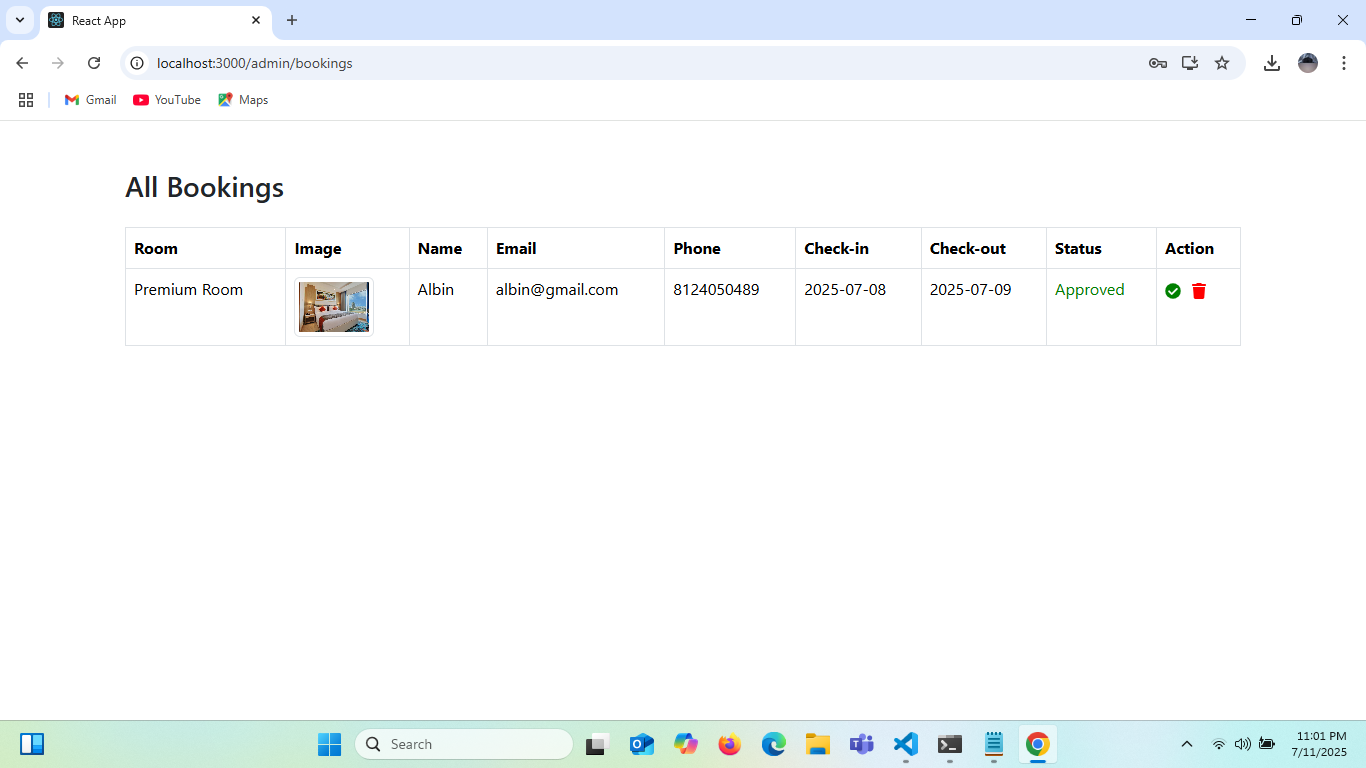 React App
localhost:3000/admin/bookings
Gmail YouTube Maps
All Bookings
Room Image Name Email Phone Check-in Check-out Status Action
Premium Room Albin albin@gmail.com 8124050489 2025-07-08 2025-07-09 Approved
Search
11:01 PM
7/11/2025